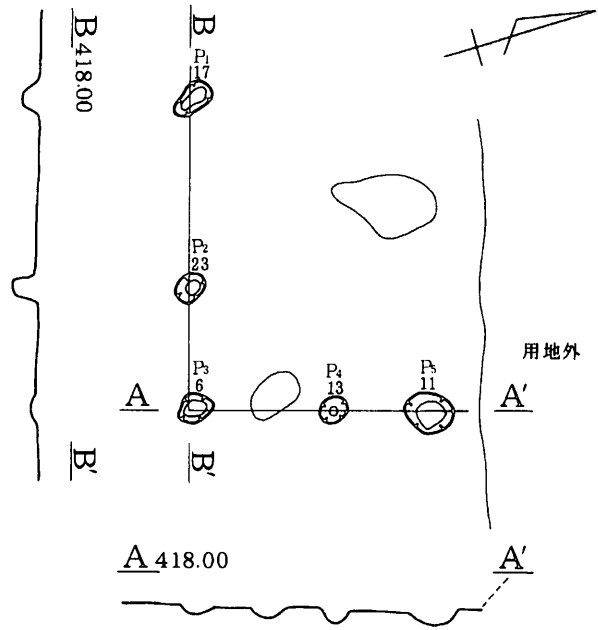 B 418.00
B
P1
17
P2
23
用地外
P3
6
P4
13
P5
11
A
A'
B'
B'
A 418.00
A'